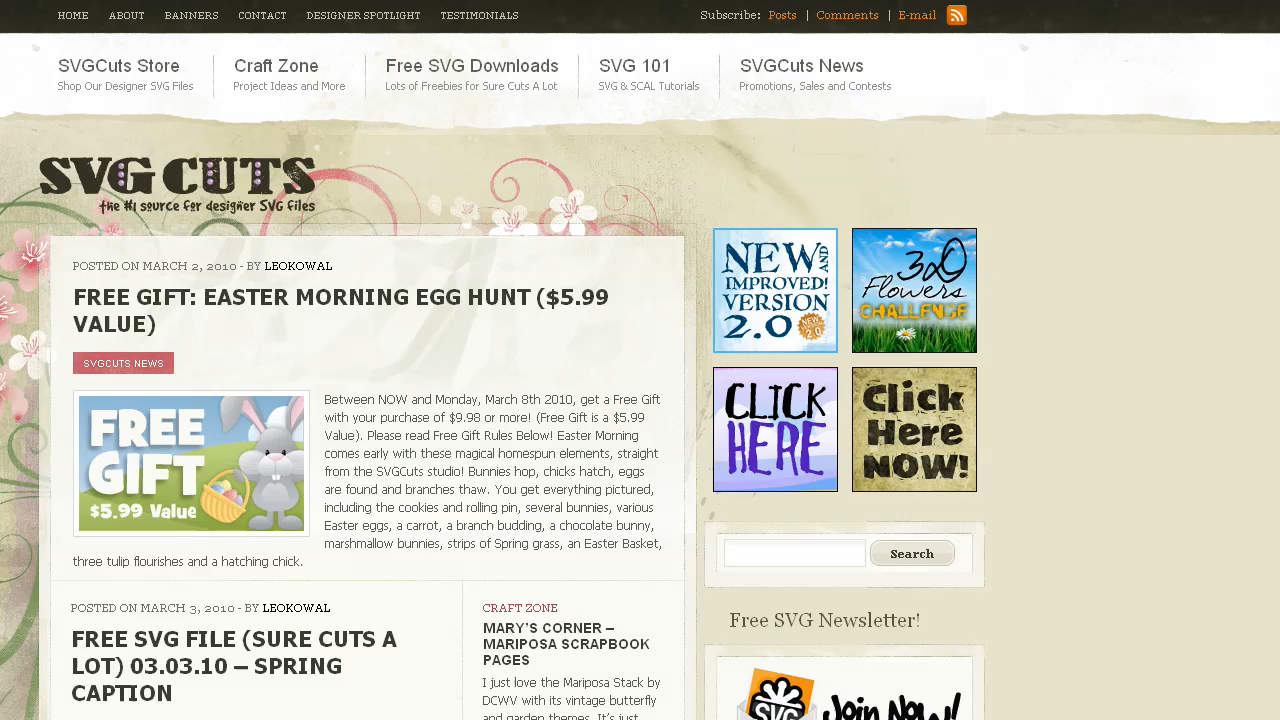 HOME ABOUT BANNERS CONTACT DESIGNER SPOTLIGHT TESTIMONIALS
Subscribe: Posts | Comments | E-mail
SVGCuts Store
Shop Our Designer SVG Files
Craft Zone
Project Ideas and More
Free SVG Downloads
Lots of Freebies for Sure Cuts A Lot
SVG 101
SVG & SCAL Tutorials
SVGCuts News
Promotions, Sales and Contests
SVG CUTS
the #1 source for designer SVG files
POSTED ON MARCH 2, 2010 - BY LEOKOWAL
FREE GIFT: EASTER MORNING EGG HUNT ($5.99
VALUE)
SVGCUTS NEWS
FREE
GIFT
$5.99 Value
Between NOW and Monday, March 8th 2010, get a Free Gift
with your purchase of $9.98 or more! (Free Gift is a $5.99
Value). Please read Free Gift Rules Below! Easter Morning
comes early with these magical homespun elements, straight
from the SVGCuts studio! Bunnies hop, chicks hatch, eggs
are found and branches thaw. You get everything pictured,
including the cookies and rolling pin, several bunnies, various
Easter eggs, a carrot, a branch budding, a chocolate bunny,
marshmallow bunnies, strips of Spring grass, an Easter Basket,
three tulip flourishes and a hatching chick.
POSTED ON MARCH 3, 2010 - BY LEOKOWAL
FREE SVG FILE (SURE CUTS A
LOT) 03.03.10 – SPRING
CAPTION
CRAFT ZONE
MARY'S CORNER –
MARIPOSA SCRAPBOOK
PAGES
I just love the Mariposa Stack by
DCWV with its vintage butterfly
and garden themes. It's just
NEW AND
IMPROVED!
VERSION
2.0
NEW
2.0
3D
Flowers
CHALLENGE
CLICK
HERE
Click
Here
NOW!
Search
Free SVG Newsletter!
SVG
Join Now!